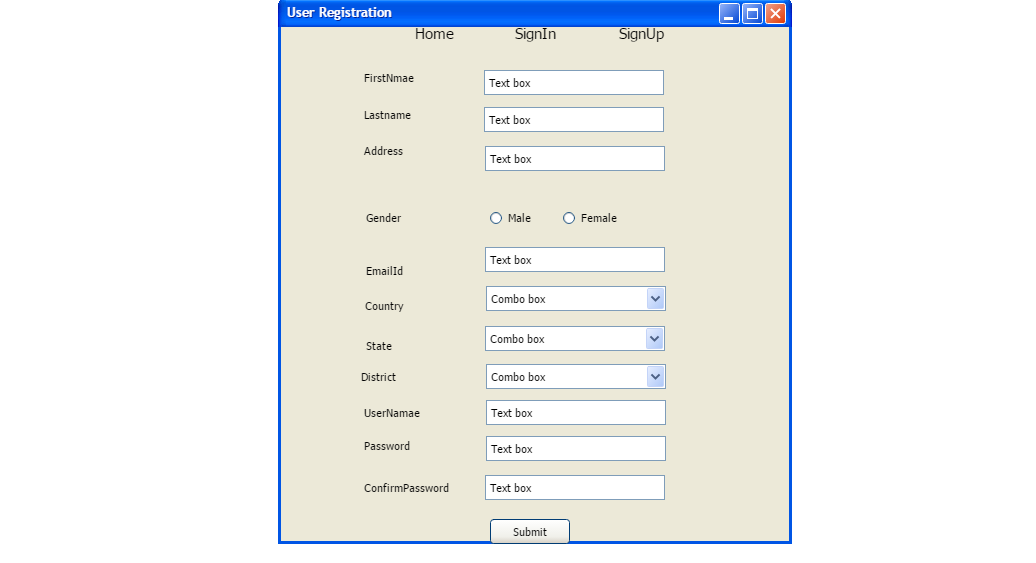 User Registration
Home SignIn SignUp
FirstNmae Text box
Lastname Text box
Address Text box
Gender Male Female
EmailId Text box
Country Combo box
State Combo box
District Combo box
UserNamae Text box
Password Text box
ConfirmPassword Text box
Submit